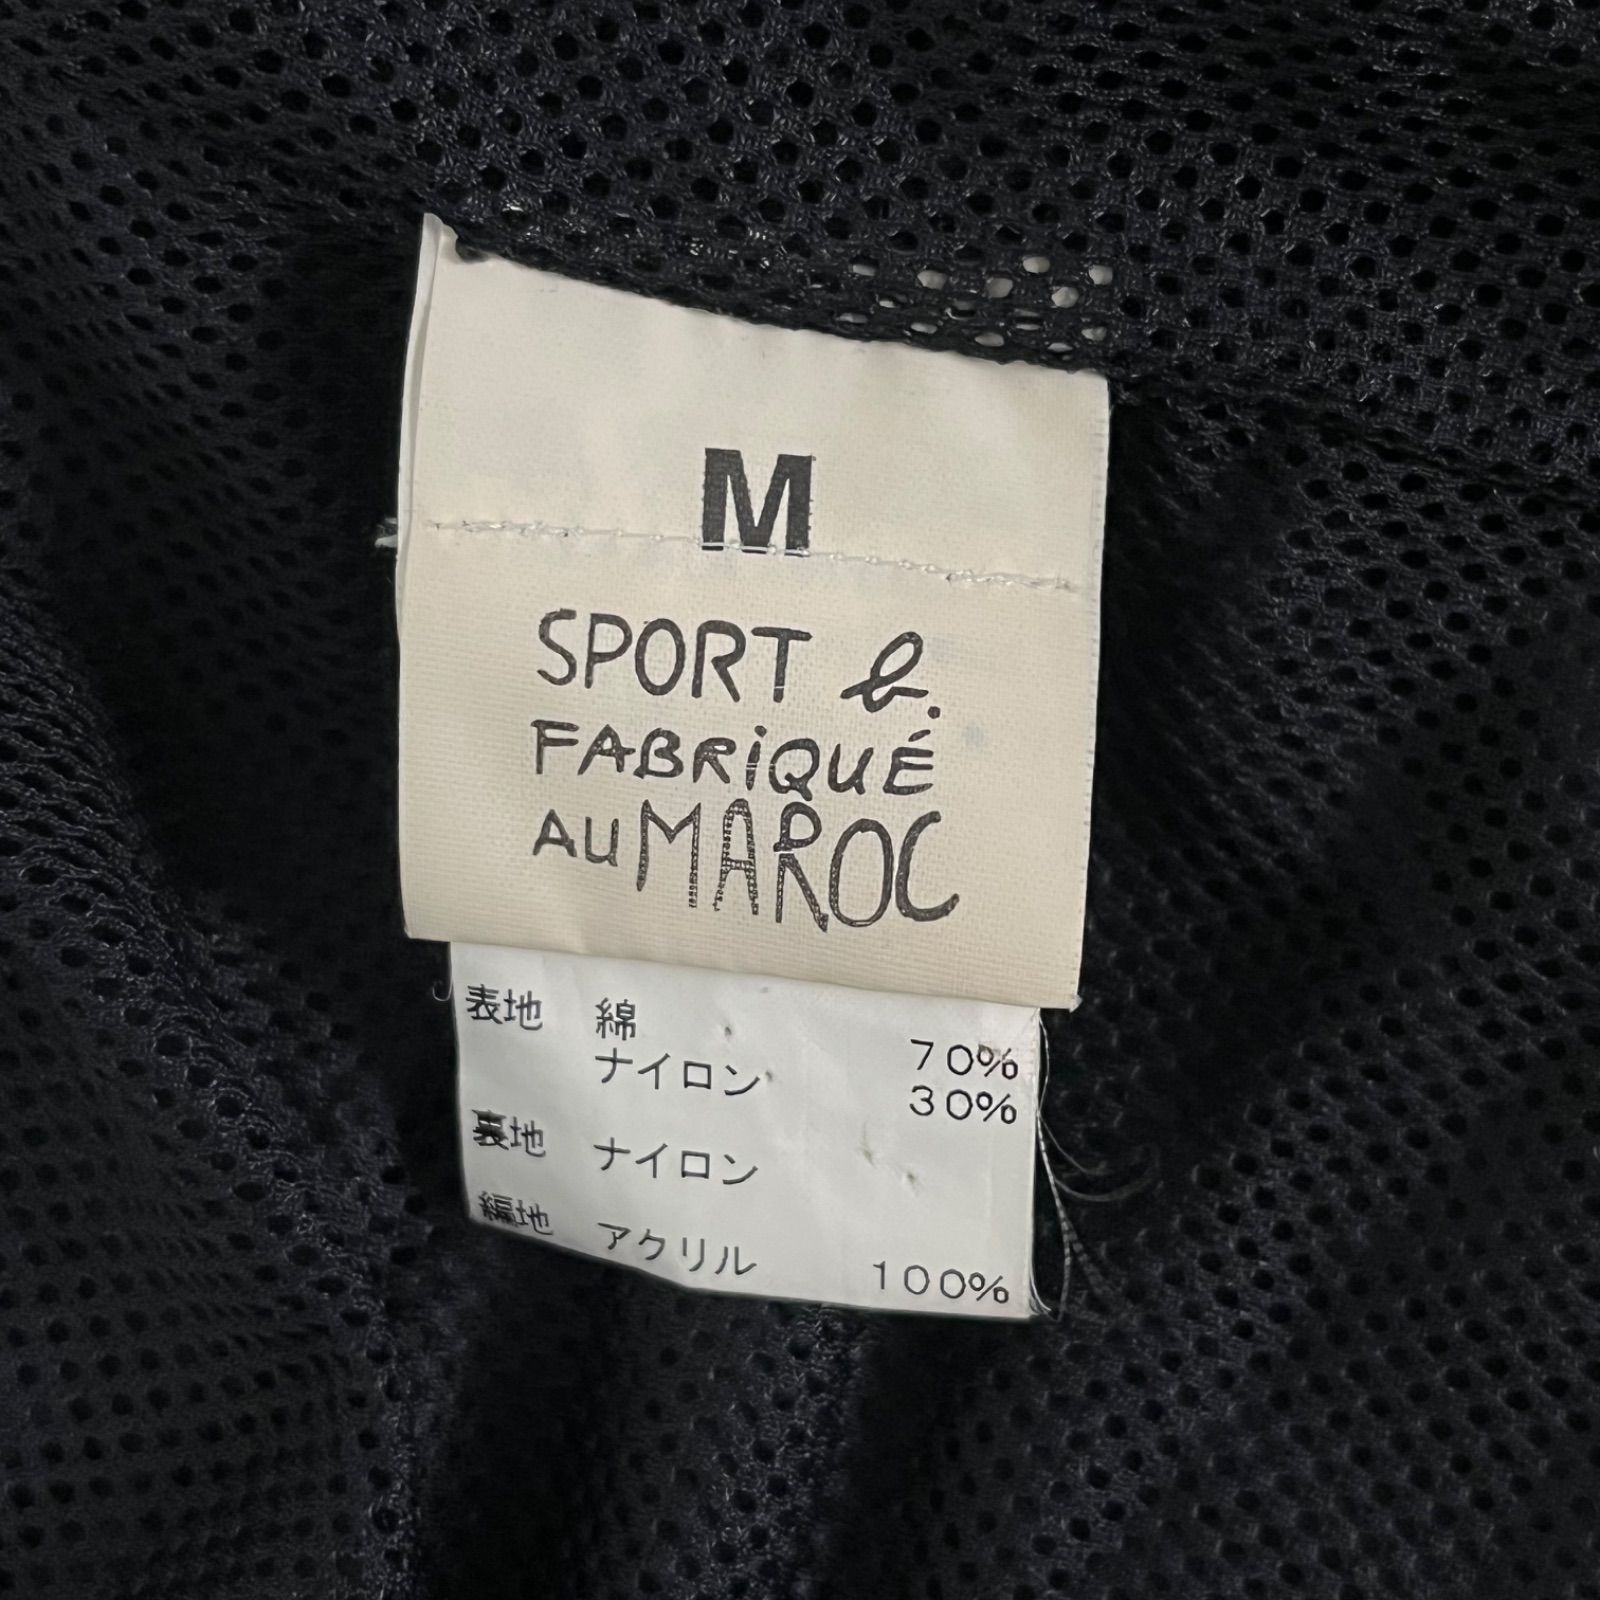 M
SPORT b.
FABRiQUÉ
AU MAROC
表地 綿 70%
ナイロン 30%
裏地 ナイロン
編地 アクリル 100%